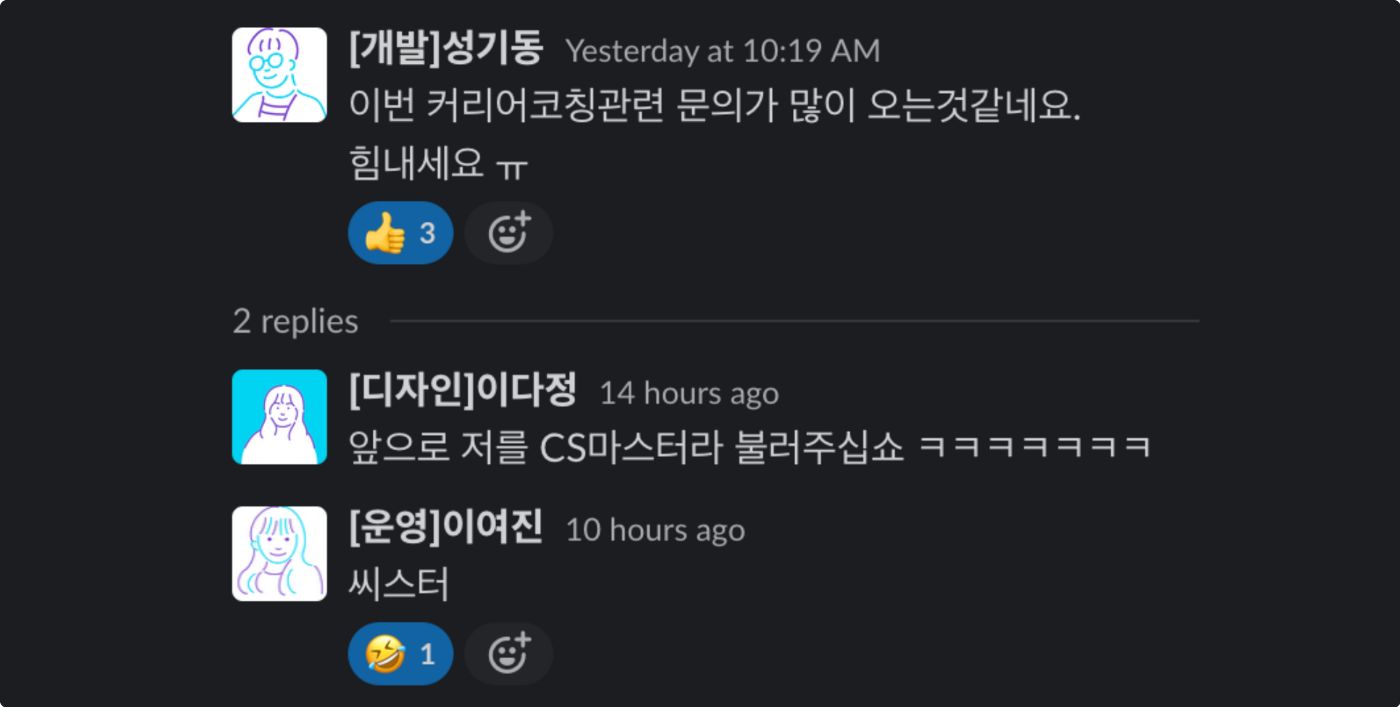 [개발]성기동 Yesterday at 10:19 AM
이번 커리어코칭관련 문의가 많이 오는것같네요.
힘내세요 ㅠ
👍 3
2 replies
[디자인]이다정 14 hours ago
앞으로 저를 CS마스터라 불러주십쇼 ㅋㅋㅋㅋㅋㅋㅋ
[운영]이여진 10 hours ago
씨스터
🤣 1